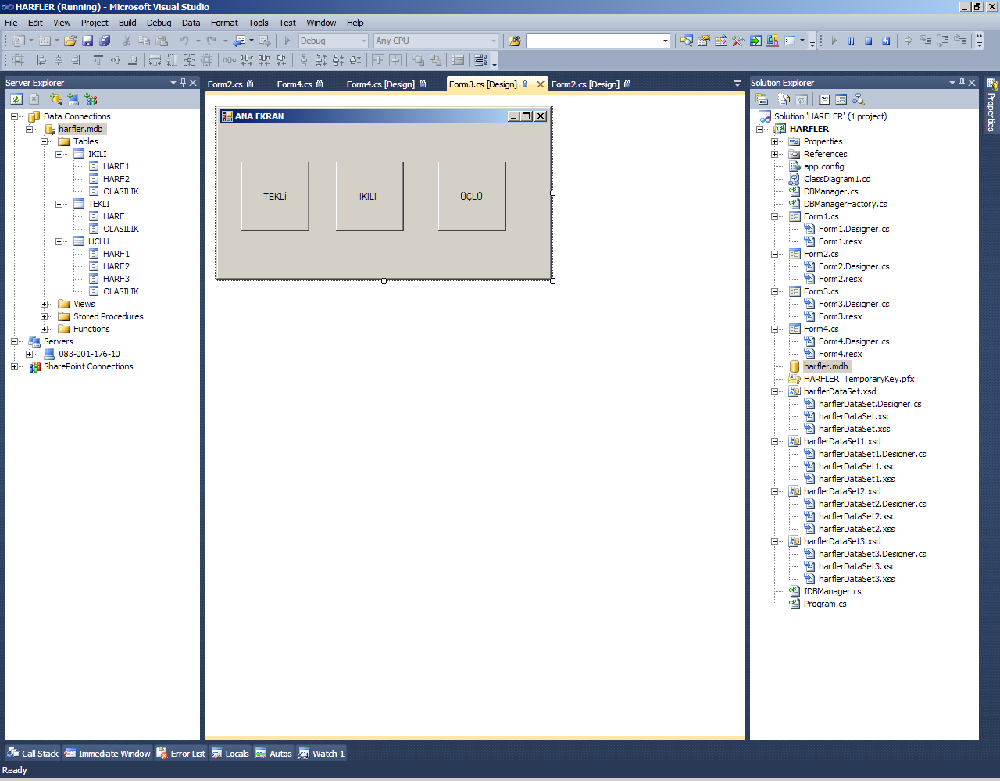 HARFLER (Running) - Microsoft Visual Studio
File Edit View Project Build Debug Data Format Tools Test Window Help
Debug Any CPU
Server Explorer
Data Connections
harfler.mdb
Tables
IKILI
HARF1
HARF2
OLASILIK
TEKLI
HARF
OLASILIK
UCLU
HARF1
HARF2
HARF3
OLASILIK
Views
Stored Procedures
Functions
Servers
083-001-176-10
SharePoint Connections
Form2.cs Form4.cs Form4.cs [Design] Form3.cs [Design] Form2.cs [Design]
ANA EKRAN
TEKLİ IKILI ÜÇLÜ
Solution Explorer
Solution 'HARFLER' (1 project)
HARFLER
Properties
References
app.config
ClassDiagram1.cd
DBManager.cs
DBManagerFactory.cs
Form1.cs
Form1.Designer.cs
Form1.resx
Form2.cs
Form2.Designer.cs
Form2.resx
Form3.cs
Form3.Designer.cs
Form3.resx
Form4.cs
Form4.Designer.cs
Form4.resx
harfler.mdb
HARFLER_TemporaryKey.pfx
harflerDataSet.xsd
harflerDataSet.Designer.cs
harflerDataSet.xsc
harflerDataSet.xss
harflerDataSet1.xsd
harflerDataSet1.Designer.cs
harflerDataSet1.xsc
harflerDataSet1.xss
harflerDataSet2.xsd
harflerDataSet2.Designer.cs
harflerDataSet2.xsc
harflerDataSet2.xss
harflerDataSet3.xsd
harflerDataSet3.Designer.cs
harflerDataSet3.xsc
harflerDataSet3.xss
IDBManager.cs
Program.cs
Properties
Call Stack Immediate Window Error List Locals Autos Watch 1
Ready